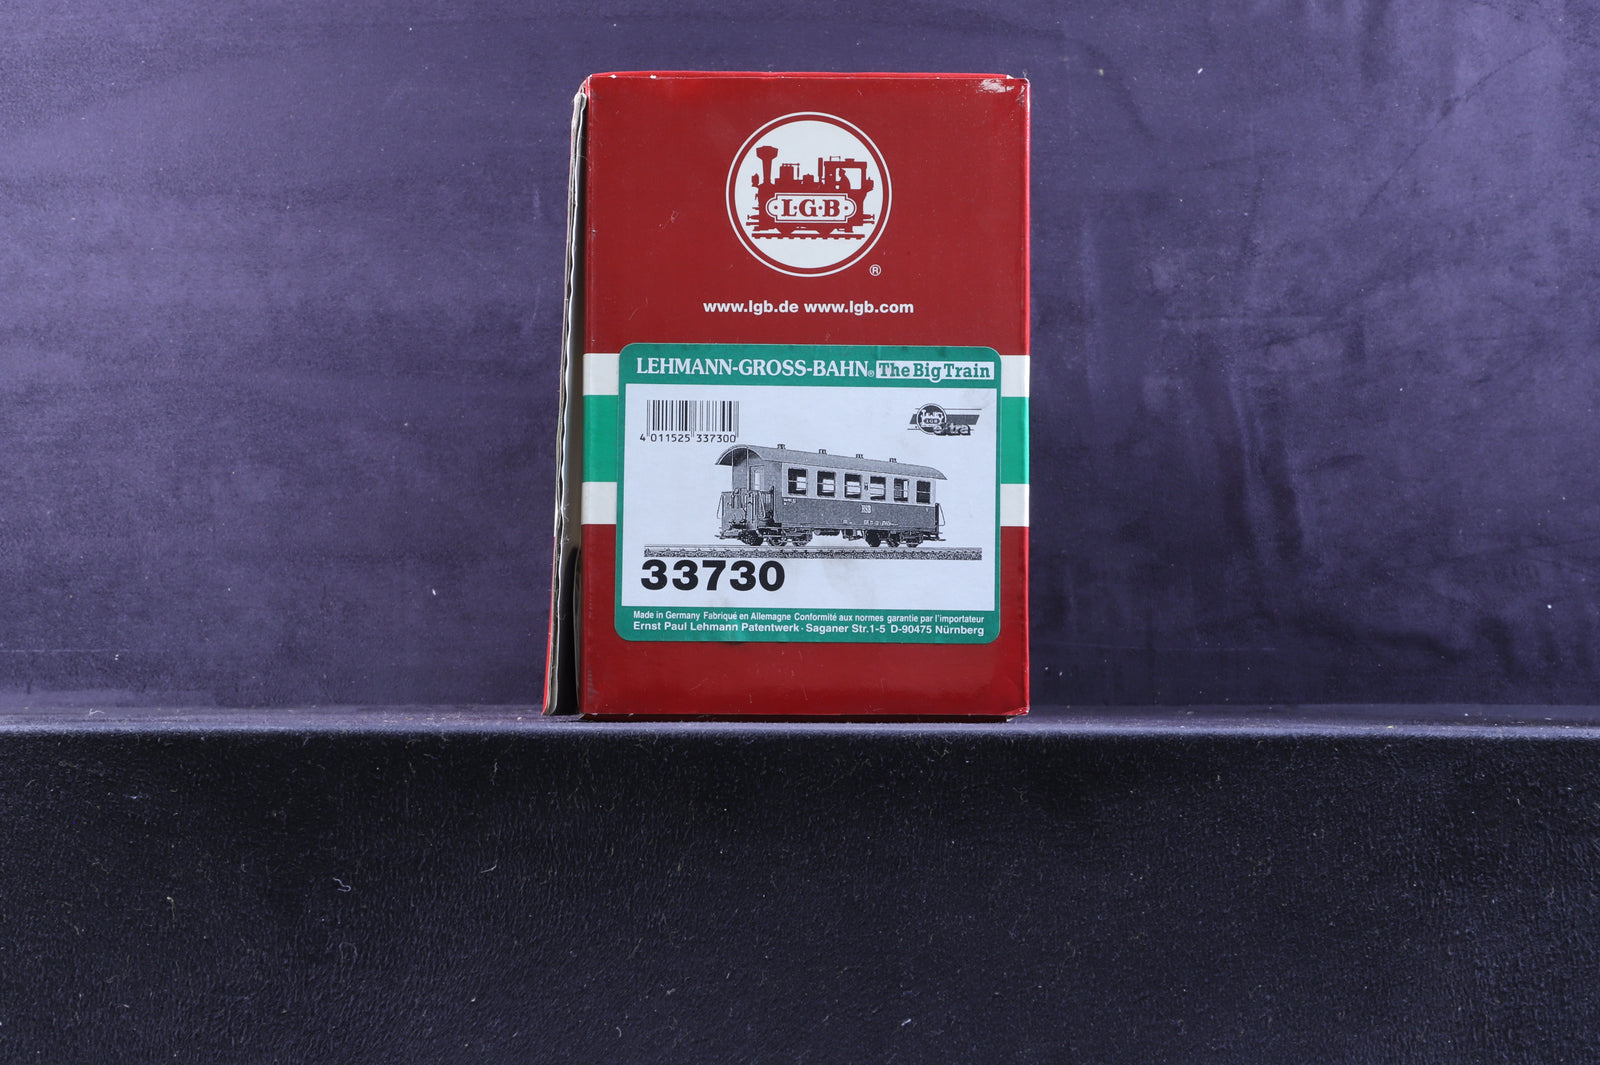 L·G·B
®
www.lgb.de www.lgb.com
LEHMANN-GROSS-BAHN® The Big Train
4 011525 337300
LGB
extra
HSB
33730
Made in Germany Fabriqué en Allemagne Conformité aux normes garantie par l'importateur
Ernst Paul Lehmann Patentwerk · Saganer Str.1-5 D-90475 Nürnberg